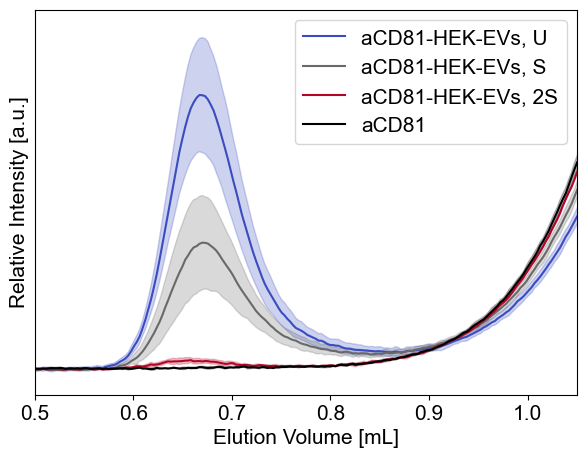 aCD81-HEK-EVs, U
aCD81-HEK-EVs, S
aCD81-HEK-EVs, 2S
aCD81
Relative Intensity [a.u.]
0.5 0.6 0.7 0.8 0.9 1.0
Elution Volume [mL]